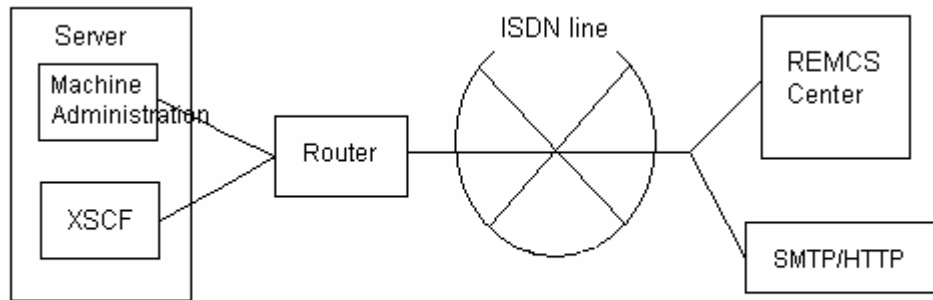 Server
Machine
Administration
XSCF
Router
ISDN line
REMCS
Center
SMTP/HTTP